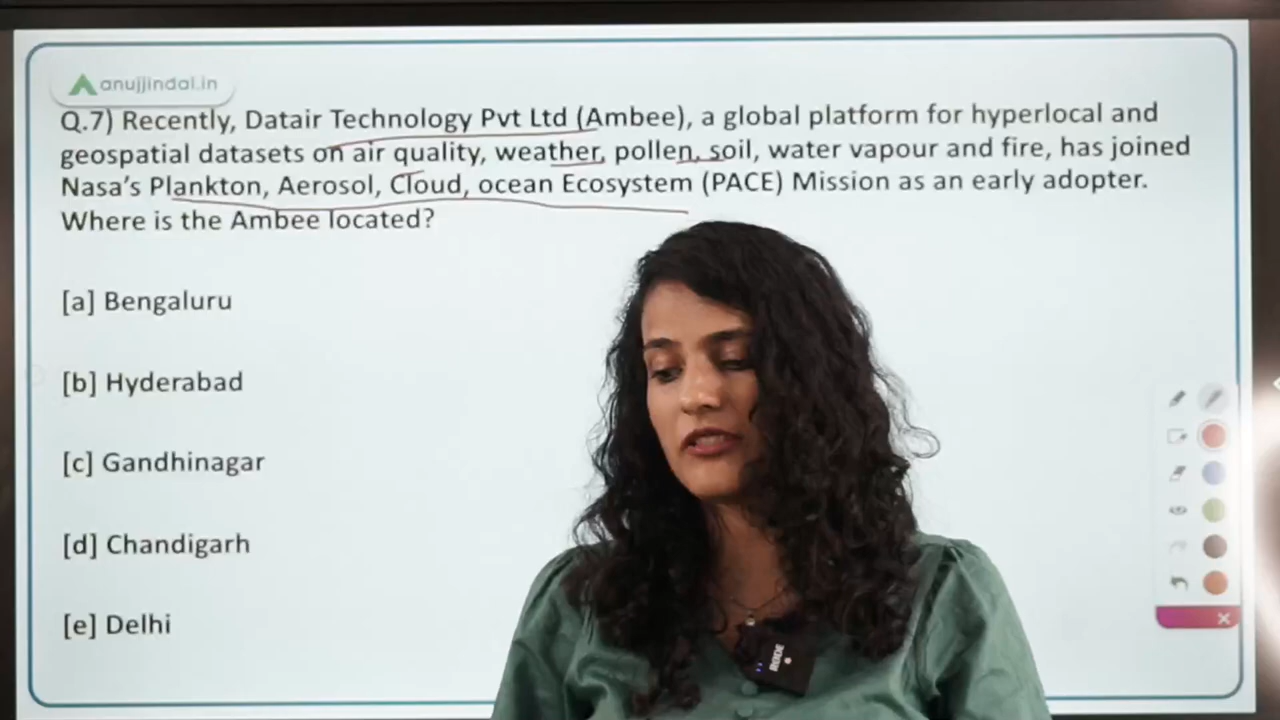 anujjindal.in
Q.7) Recently, Datair Technology Pvt Ltd (Ambee), a global platform for hyperlocal and
geospatial datasets on air quality, weather, pollen, soil, water vapour and fire, has joined
Nasa's Plankton, Aerosol, Cloud, ocean Ecosystem (PACE) Mission as an early adopter.
Where is the Ambee located?
[a] Bengaluru
[b] Hyderabad
[c] Gandhinagar
[d] Chandigarh
[e] Delhi
RØDE